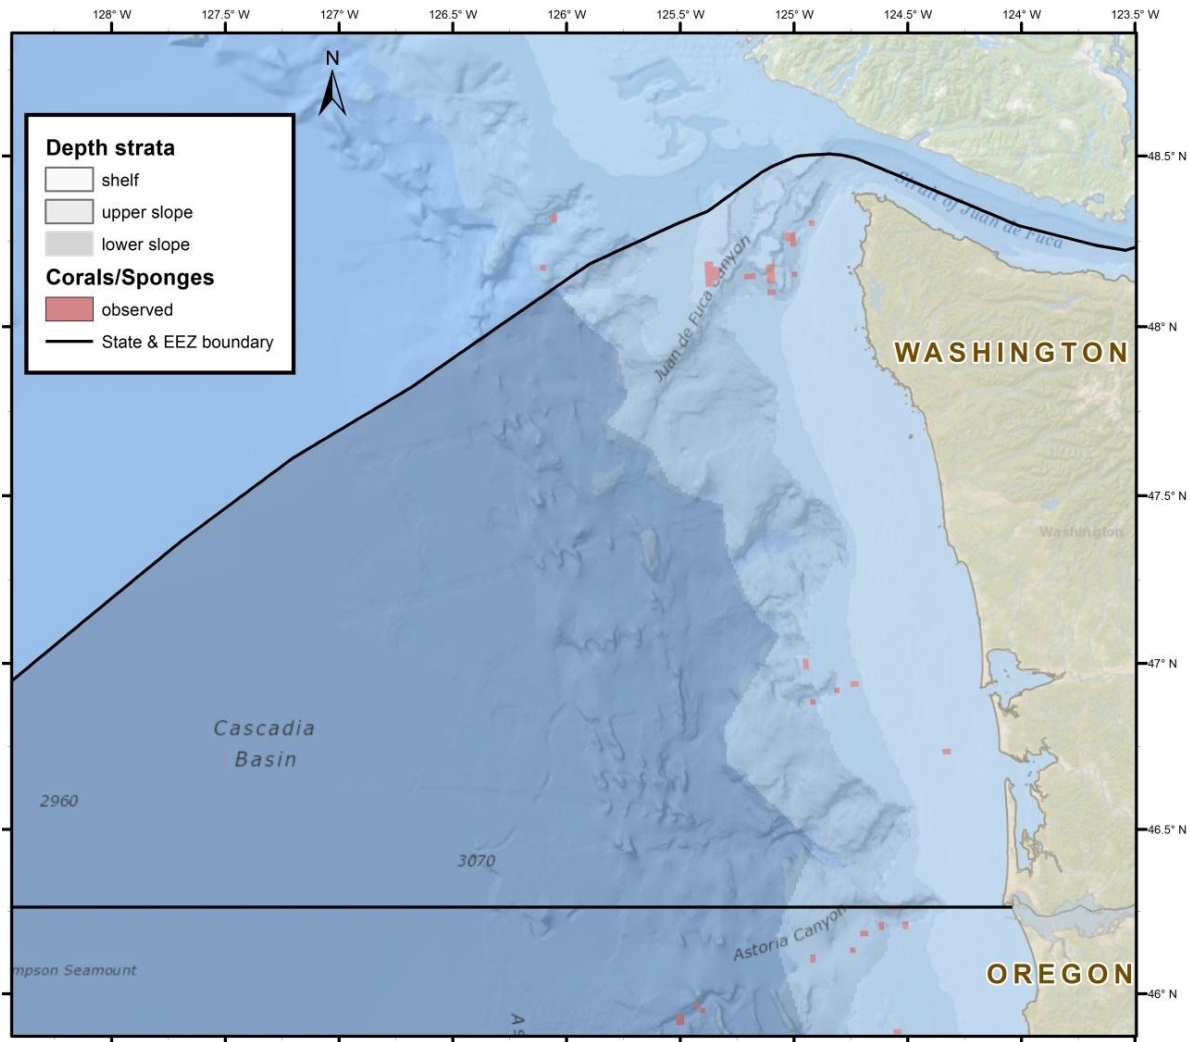 128° W
127.5° W
127° W
126.5° W
126° W
125.5° W
125° W
124.5° W
124° W
123.5° W
N
Depth strata
shelf
upper slope
lower slope
Corals/Sponges
observed
State & EEZ boundary
48.5° N
Strait of Juan de Fuca
Juan de Fuca Canyon
48° N
WASHINGTON
47.5° N
Washington
47° N
Cascadia
Basin
2960
46.5° N
3070
Astoria Canyon
mpson Seamount
OREGON
46° N
As